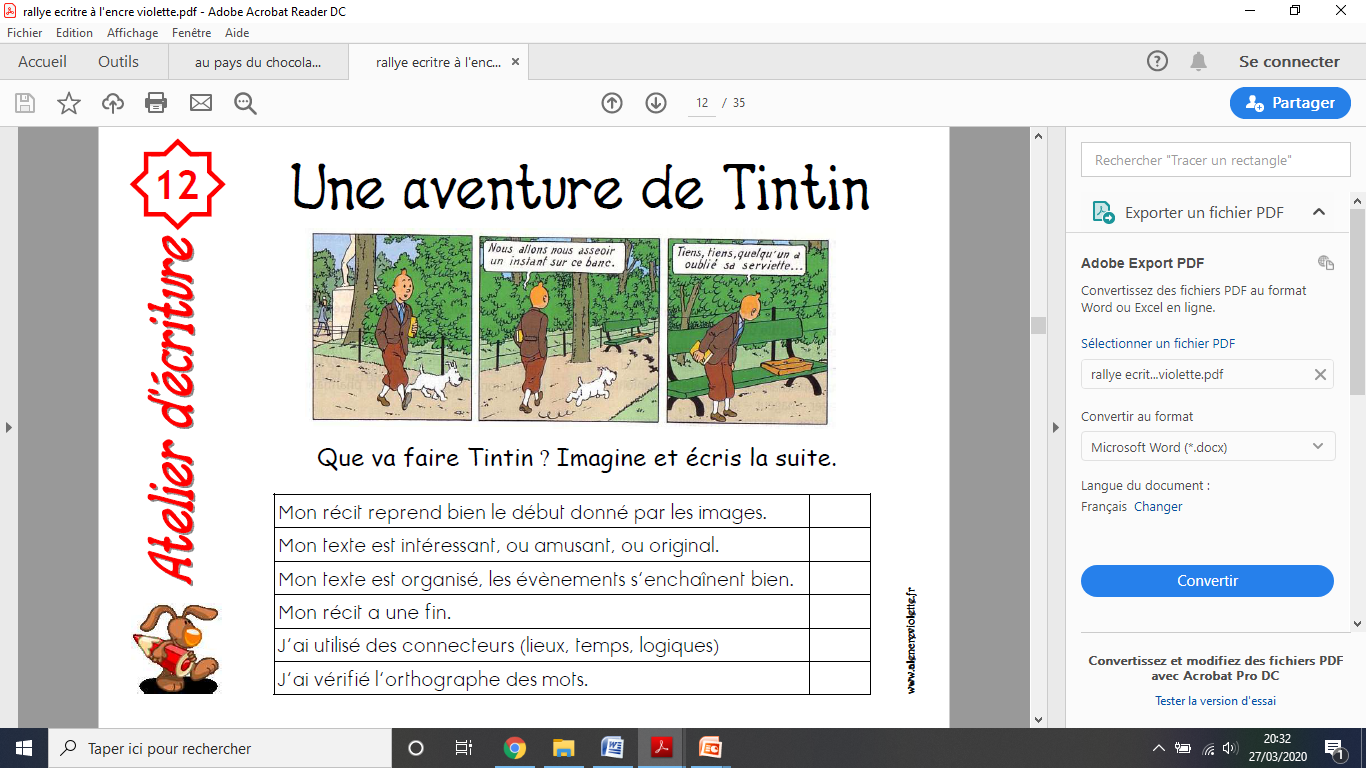 rallye ecritre à l'encre violette.pdf - Adobe Acrobat Reader DC
Fichier Edition Affichage Fenêtre Aide
Accueil Outils au pays du chocola... rallye ecritre à l'enc... Se connecter
12 / 35 Partager
12
Atelier d'écriture
Une aventure de Tintin
Nous allons nous asseoir
un instant sur ce banc.
Tiens, tiens, quelqu'un a
oublié sa serviette...
Que va faire Tintin ? Imagine et écris la suite.
Mon récit reprend bien le début donné par les images.
Mon texte est intéressant, ou amusant, ou original.
Mon texte est organisé, les évènements s'enchaînent bien.
Mon récit a une fin.
J'ai utilisé des connecteurs (lieux, temps, logiques)
J'ai vérifié l'orthographe des mots.
www.alencreviolette.fr
Rechercher "Tracer un rectangle"
Exporter un fichier PDF
Adobe Export PDF
Convertissez des fichiers PDF au format
Word ou Excel en ligne.
Sélectionner un fichier PDF
rallye ecrit...violette.pdf
Convertir au format
Microsoft Word (*.docx)
Langue du document :
Français Changer
Convertir
Convertissez et modifiez des fichiers PDF
avec Acrobat Pro DC
Tester la version d'essai
Taper ici pour rechercher
20:32
27/03/2020
1